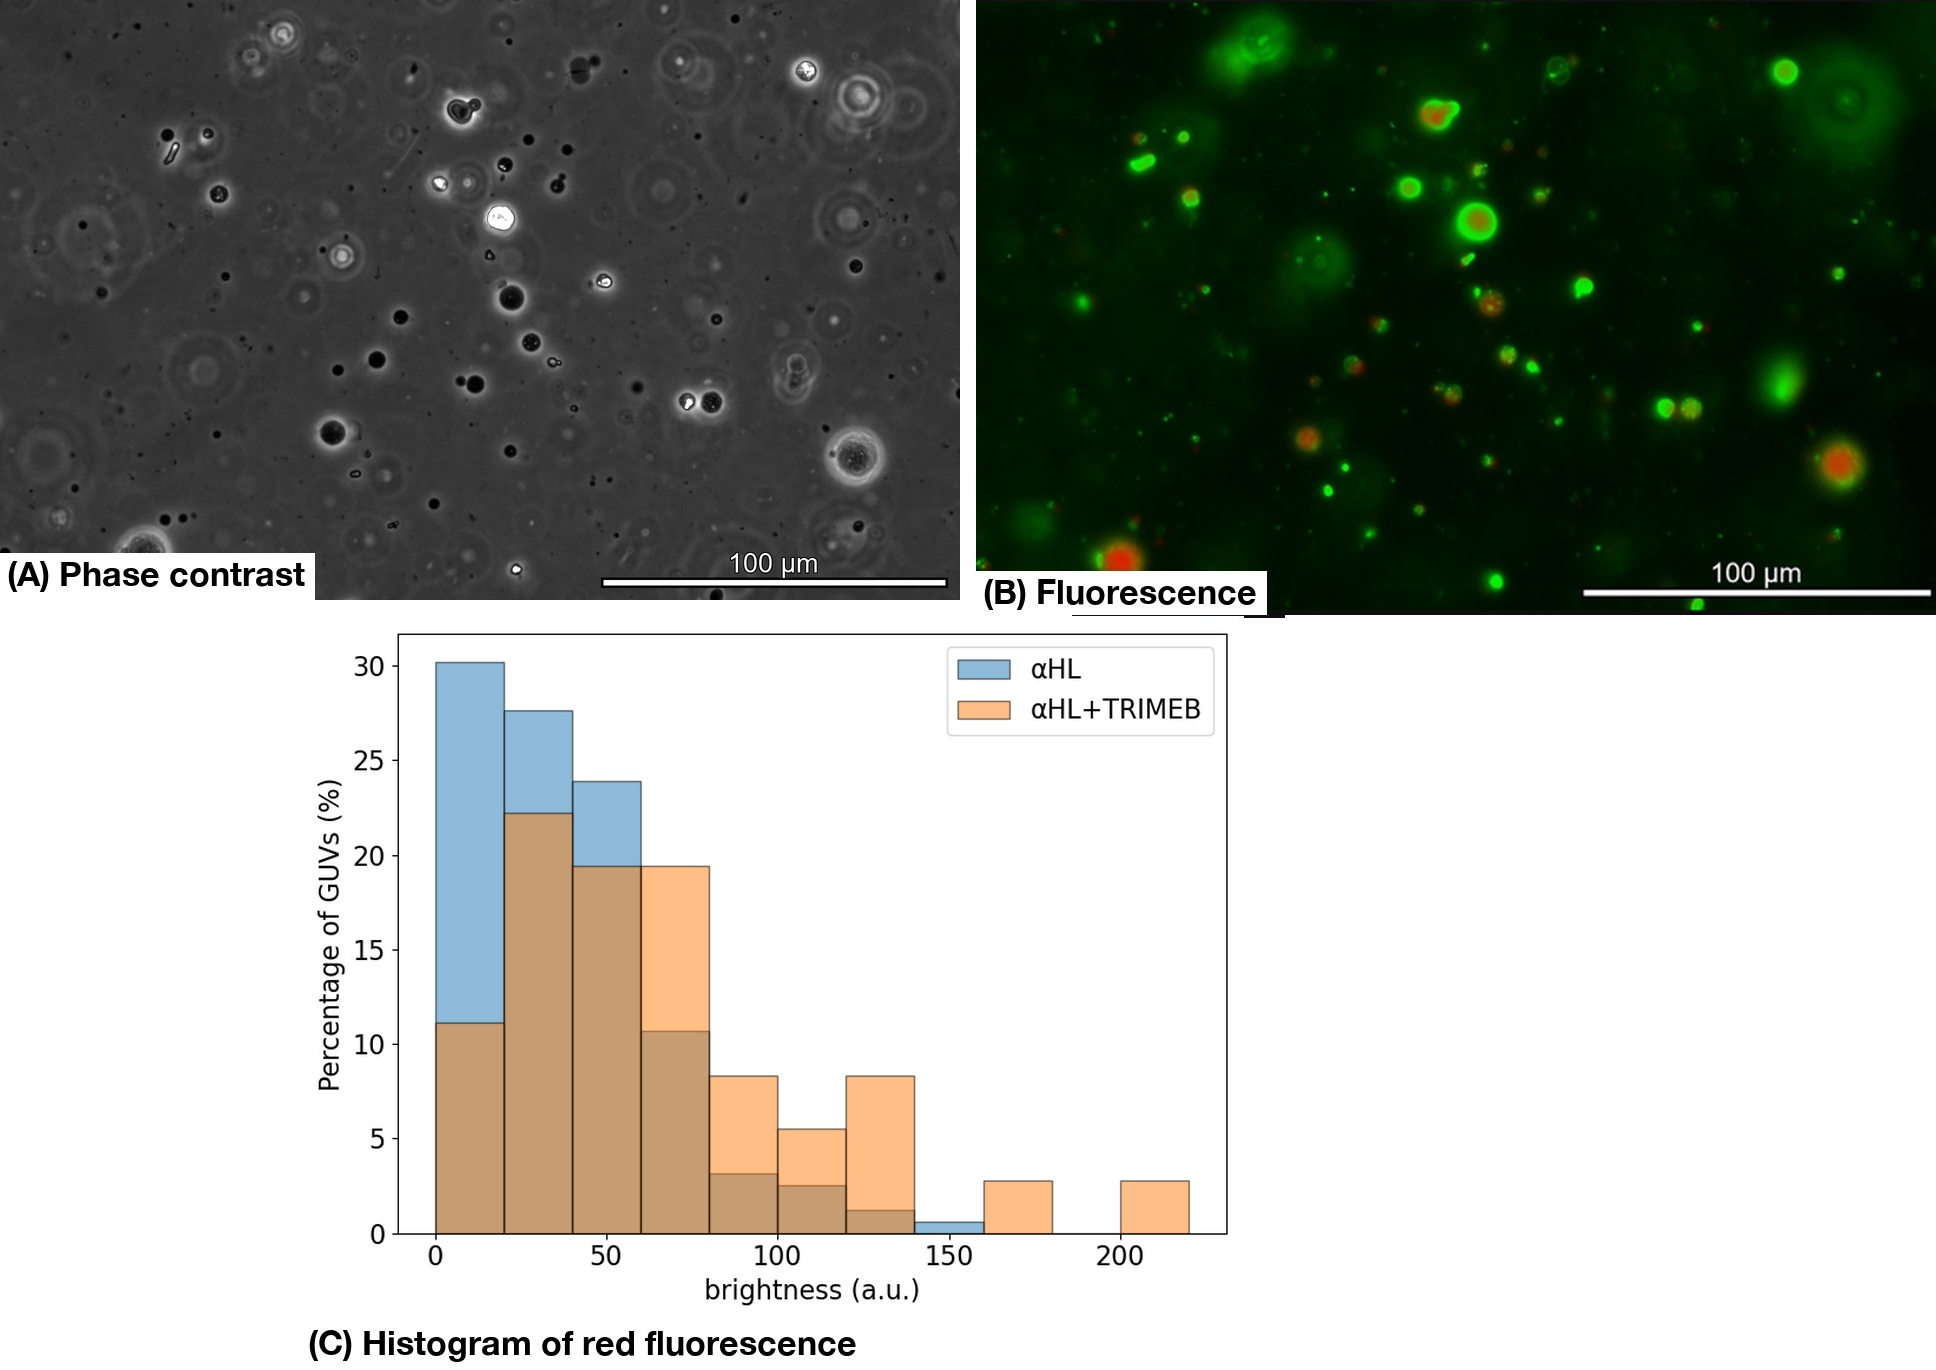 100 µm
(A) Phase contrast
100 µm
(B) Fluorescence
αHL
αHL+TRIMEB
Percentage of GUVs (%)
30
25
20
15
10
5
0
0 50 100 150 200
brightness (a.u.)
(C) Histogram of red fluorescence